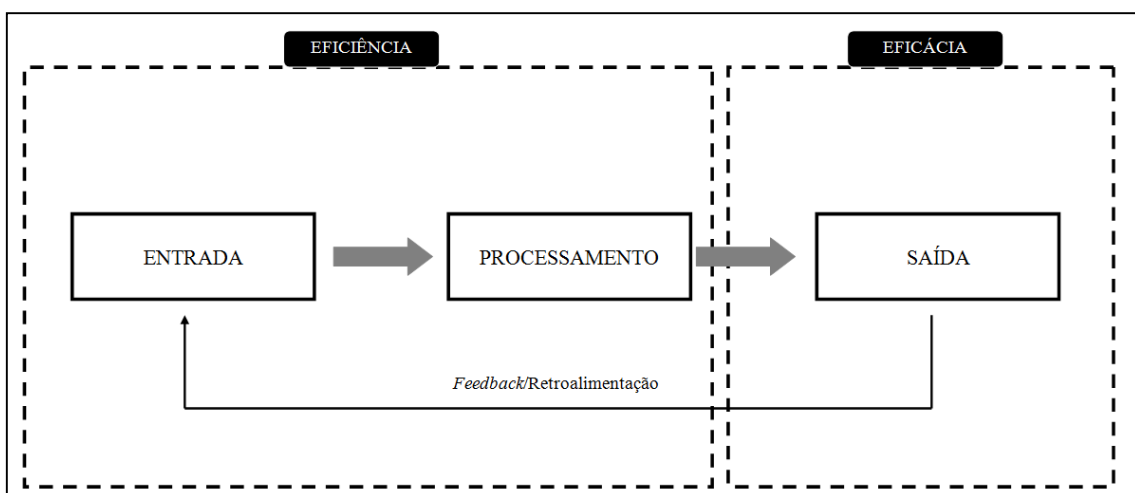 EFICIÊNCIA
EFICÁCIA
ENTRADA
PROCESSAMENTO
SAÍDA
Feedback/Retroalimentação